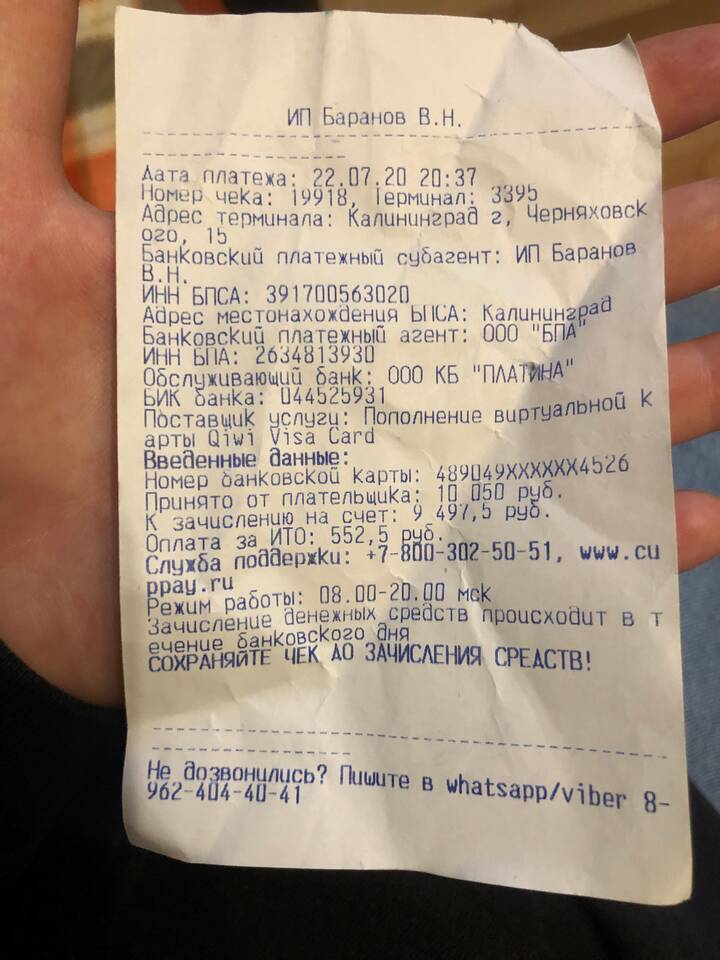 ИП Баранов В.Н.
Дата платежа: 22.07.20 20:37
Номер чека: 19918, Терминал: 3395
Адрес терминала: Калининград г, Черняховск
ого, 15
Банковский платежный субагент: ИП Баранов
В.Н.
ИНН БПСА: 391700563020
Адрес местонахождения БПСА: Калининград
Банковский платежный агент: ООО "БПА"
ИНН БПА: 2634813930
Обслуживающий банк: ООО КБ "ПЛАТИНА"
БИК банка: 044525931
Поставщик услуги: Пополнение виртуальной к
арты Qiwi Visa Card
Введенные данные:
Номер банковской карты: 489049XXXXXX4526
Принято от плательщика: 10 050 руб.
К зачислению на счет: 9 497,5 руб.
Оплата за ИТО: 552,5 руб.
Служба поддержки: +7-800-302-50-51, www.cu
ppay.ru
Режим работы: 08.00-20.00 мск
Зачисление денежных средств происходит в т
ечение банковского дня
СОХРАНЯЙТЕ ЧЕК ДО ЗАЧИСЛЕНИЯ СРЕДСТВ!
Не дозвонились? Пишите в whatsapp/viber 8-
962-404-40-41